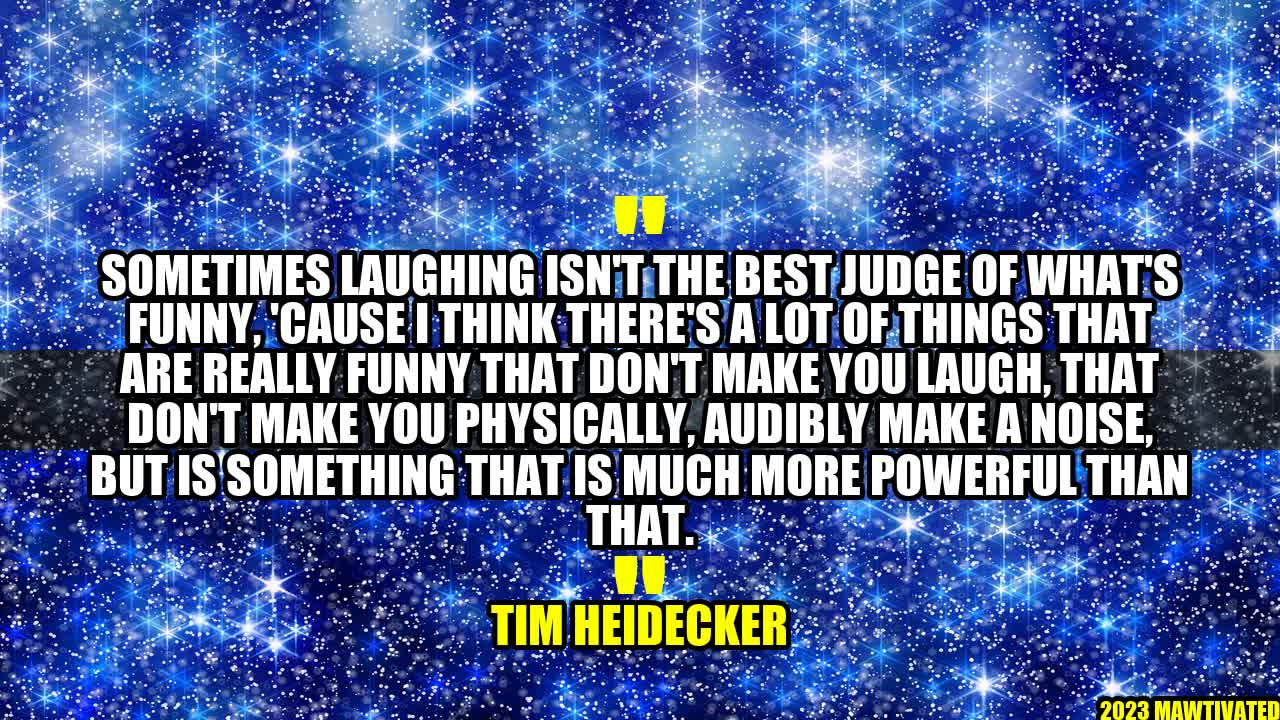 "
SOMETIMES LAUGHING ISN'T THE BEST JUDGE OF WHAT'S
FUNNY, 'CAUSE I THINK THERE'S A LOT OF THINGS THAT
ARE REALLY FUNNY THAT DON'T MAKE YOU LAUGH, THAT
DON'T MAKE YOU PHYSICALLY, AUDIBLY MAKE A NOISE,
BUT IS SOMETHING THAT IS MUCH MORE POWERFUL THAN
THAT.
"
TIM HEIDECKER
2023 MAWTIVATED